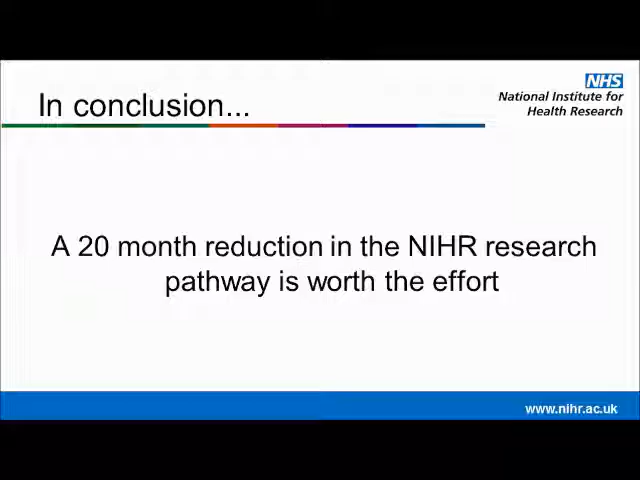 In conclusion...
NHS
National Institute for
Health Research
A 20 month reduction in the NIHR research
pathway is worth the effort
www.nihr.ac.uk